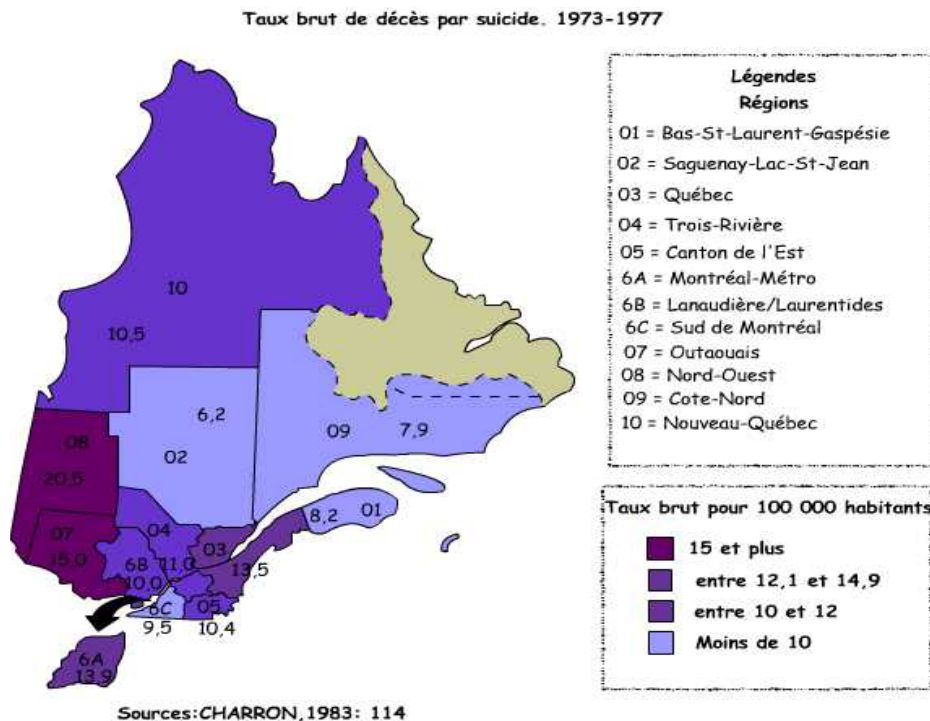 Taux brut de décès par suicide. 1973-1977
Légendes
Régions
01 = Bas-St-Laurent-Gaspésie
02 = Saguenay-Lac-St-Jean
03 = Québec
04 = Trois-Rivière
05 = Canton de l'Est
6A = Montréal-Métro
6B = Lanaudière/Laurentides
6C = Sud de Montréal
07 = Outaouais
08 = Nord-Ouest
09 = Cote-Nord
10 = Nouveau-Québec
Taux brut pour 100 000 habitants
15 et plus
entre 12,1 et 14,9
entre 10 et 12
Moins de 10
10
10,5
6,2
02
09
7,9
08
20,5
07
15,0
04
11,0
6B
10,0
03
13,5
8,2
01
6C
9,5
05
10,4
6A
13,9
Sources:CHARRON,1983: 114